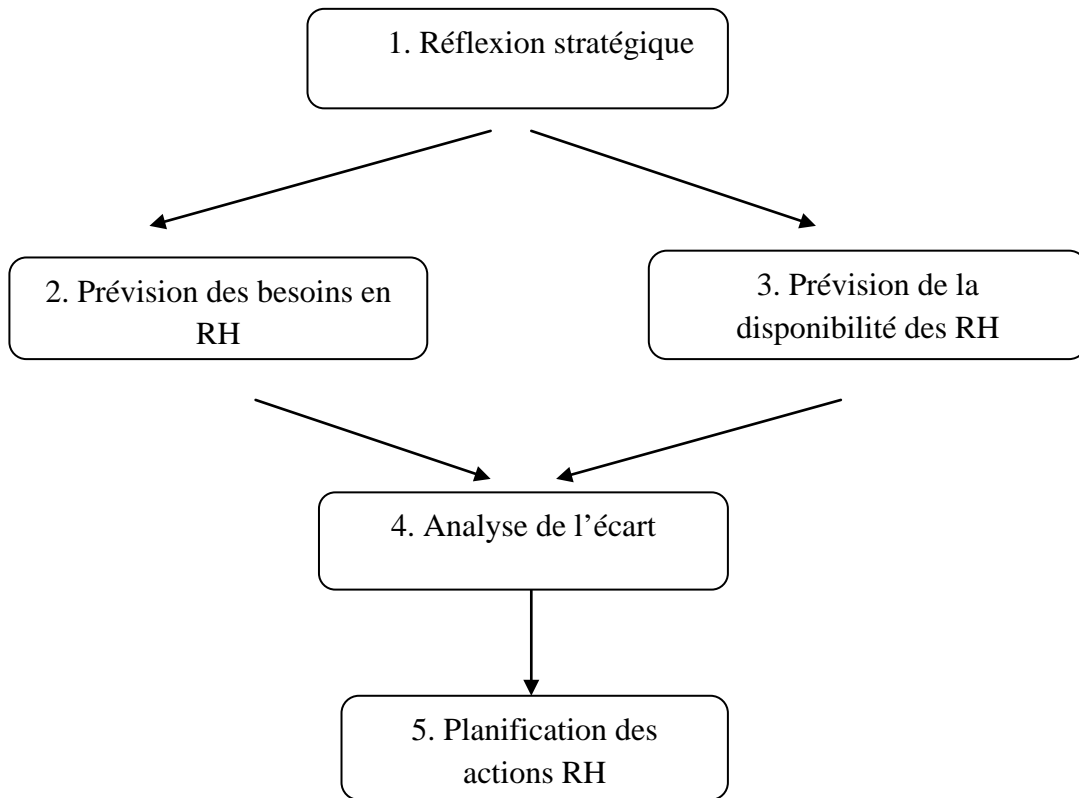 1. Réflexion stratégique
2. Prévision des besoins en
RH
3. Prévision de la
disponibilité des RH
4. Analyse de l’écart
5. Planification des
actions RH